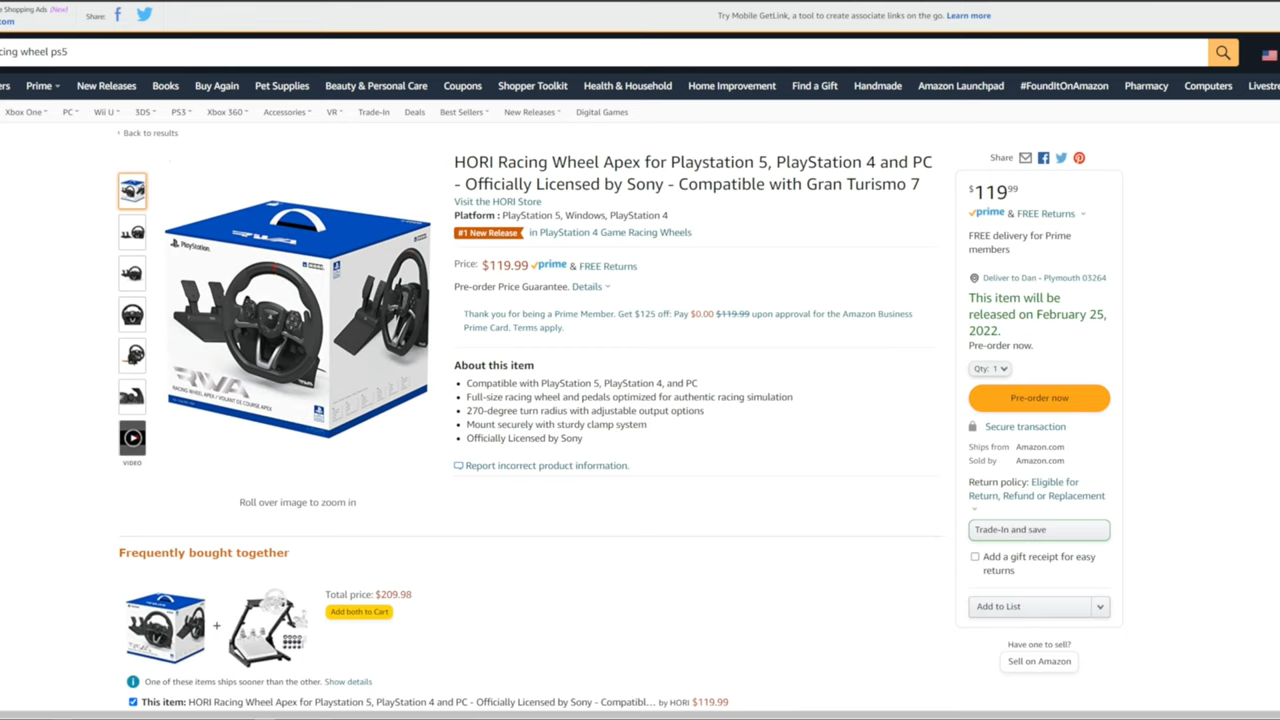 e Shopping Ads (New)
com
Share:
Try Mobile GetLink, a tool to create associate links on the go. Learn more
cing wheel ps5
ers Prime New Releases Books Buy Again Pet Supplies Beauty & Personal Care Coupons Shopper Toolkit Health & Household Home Improvement Find a Gift Handmade Amazon Launchpad #FoundItOnAmazon Pharmacy Computers Livestre
Xbox One PC Wii U 3DS PS3 Xbox 360 Accessories VR Trade-In Deals Best Sellers New Releases Digital Games
‹ Back to results
PlayStation
RWA
RACING WHEEL APEX / VOLANT DE COURSE APEX
VIDEO
Roll over image to zoom in
HORI Racing Wheel Apex for Playstation 5, PlayStation 4 and PC
- Officially Licensed by Sony - Compatible with Gran Turismo 7
Visit the HORI Store
Platform : PlayStation 5, Windows, PlayStation 4
#1 New Release in PlayStation 4 Game Racing Wheels
Price: $119.99 prime & FREE Returns
Pre-order Price Guarantee. Details
Thank you for being a Prime Member. Get $125 off: Pay $0.00 $119.99 upon approval for the Amazon Business
Prime Card. Terms apply.
About this item
• Compatible with PlayStation 5, PlayStation 4, and PC
• Full-size racing wheel and pedals optimized for authentic racing simulation
• 270-degree turn radius with adjustable output options
• Mount securely with sturdy clamp system
• Officially Licensed by Sony
Report incorrect product information.
Share
$119.99
prime & FREE Returns
FREE delivery for Prime
members
Deliver to Dan - Plymouth 03264
This item will be
released on February 25,
2022.
Pre-order now.
Qty: 1
Pre-order now
Secure transaction
Ships from Amazon.com
Sold by Amazon.com
Return policy: Eligible for
Return, Refund or Replacement
Trade-In and save
Add a gift receipt for easy
returns
Add to List
Have one to sell?
Sell on Amazon
Frequently bought together
+
Total price: $209.98
Add both to Cart
One of these items ships sooner than the other. Show details
This item: HORI Racing Wheel Apex for Playstation 5, PlayStation 4 and PC - Officially Licensed by Sony - Compatibl... by HORI $119.99